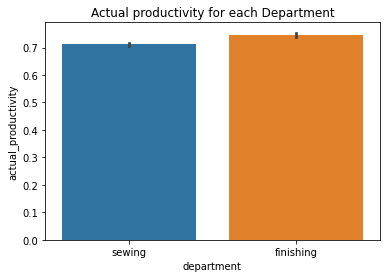 Actual productivity for each Department
actual_productivity
0.7
0.6
0.5
0.4
0.3
0.2
0.1
0.0
sewing
finishing
department